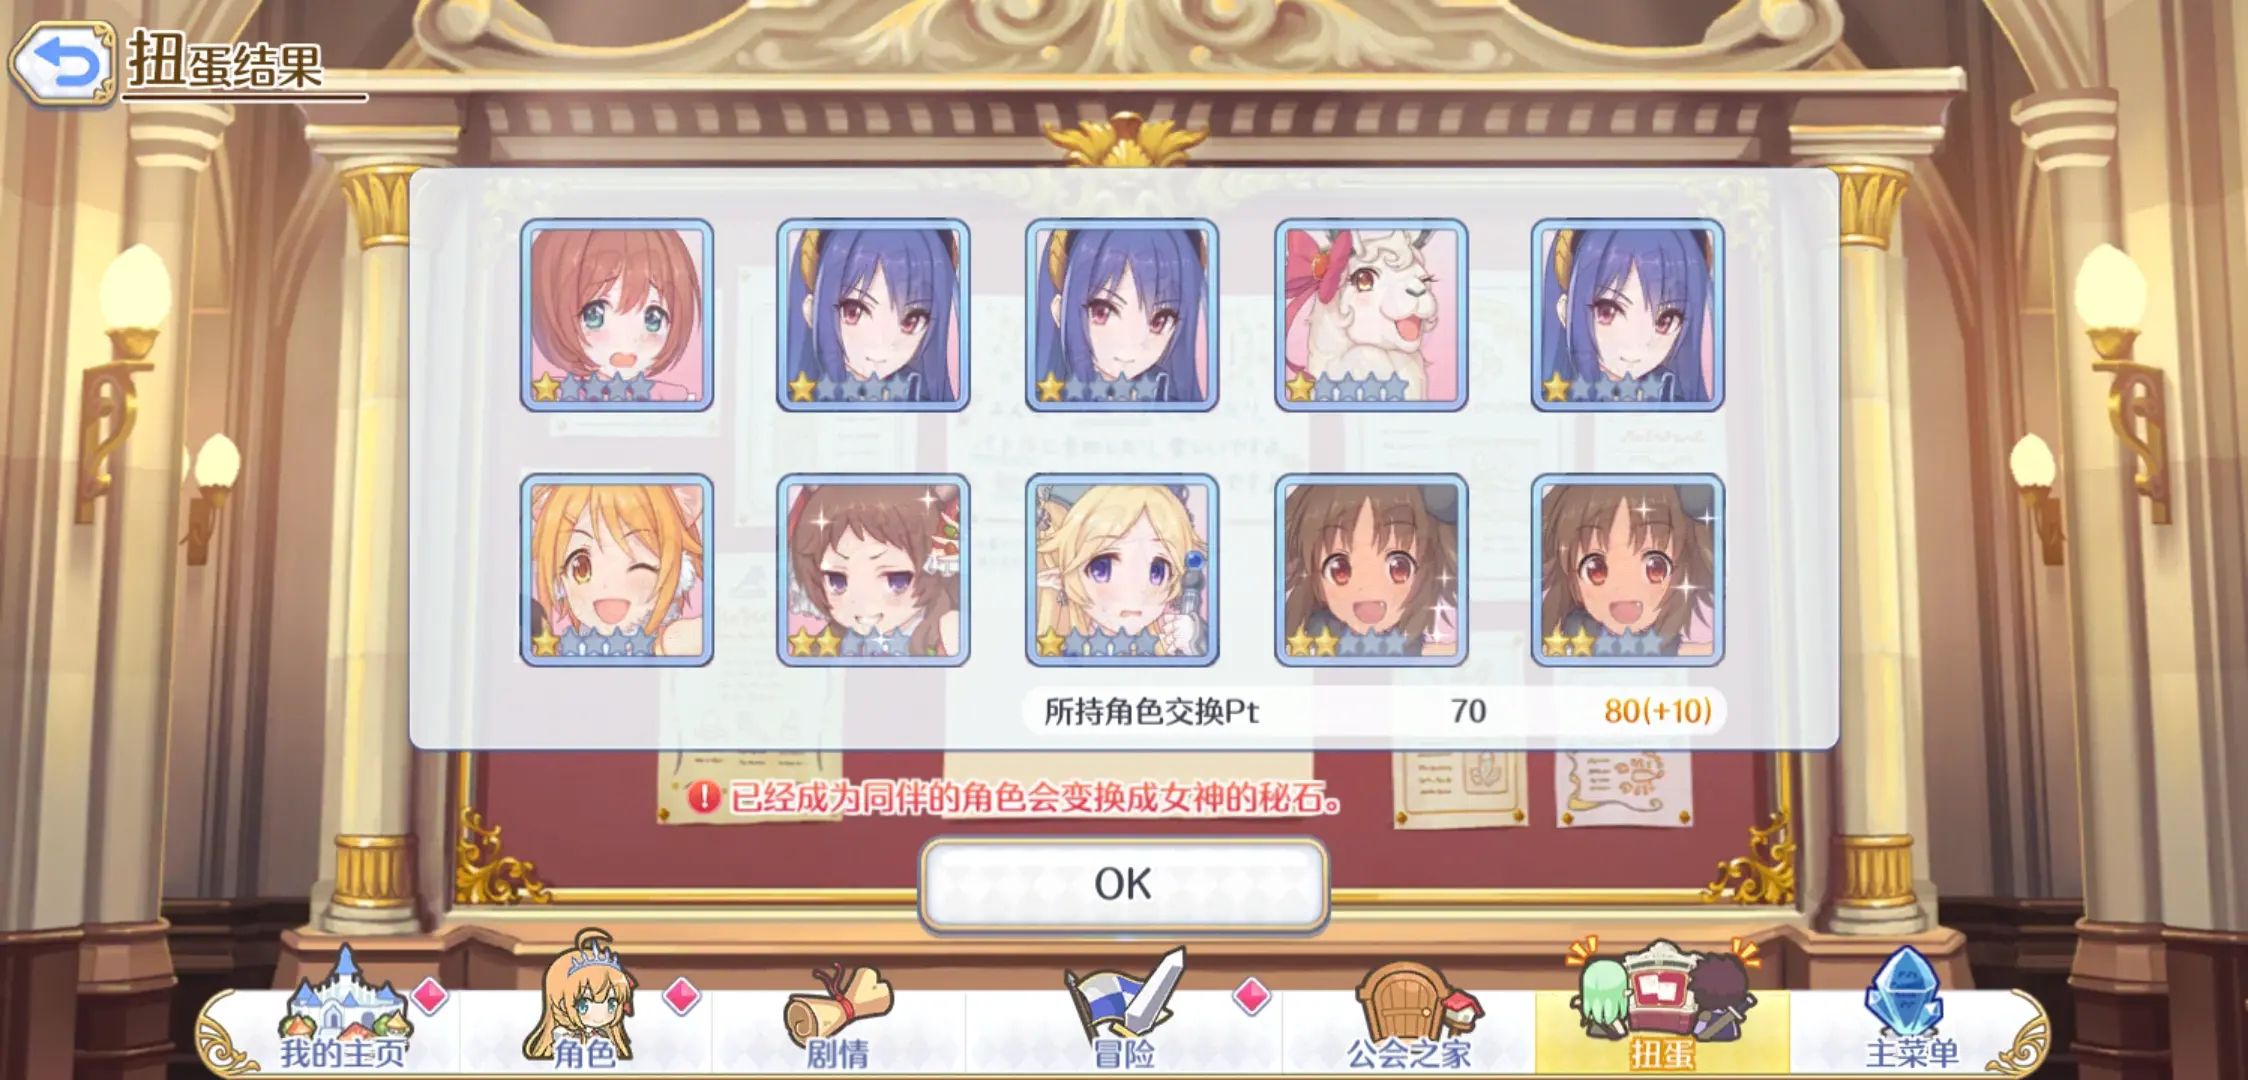 扭蛋结果
所持角色交换Pt 70 80(+10)
已经成为同伴的角色会变换成女神的秘石。
OK
我的主页 角色 剧情 冒险 公会之家 扭蛋 主菜单